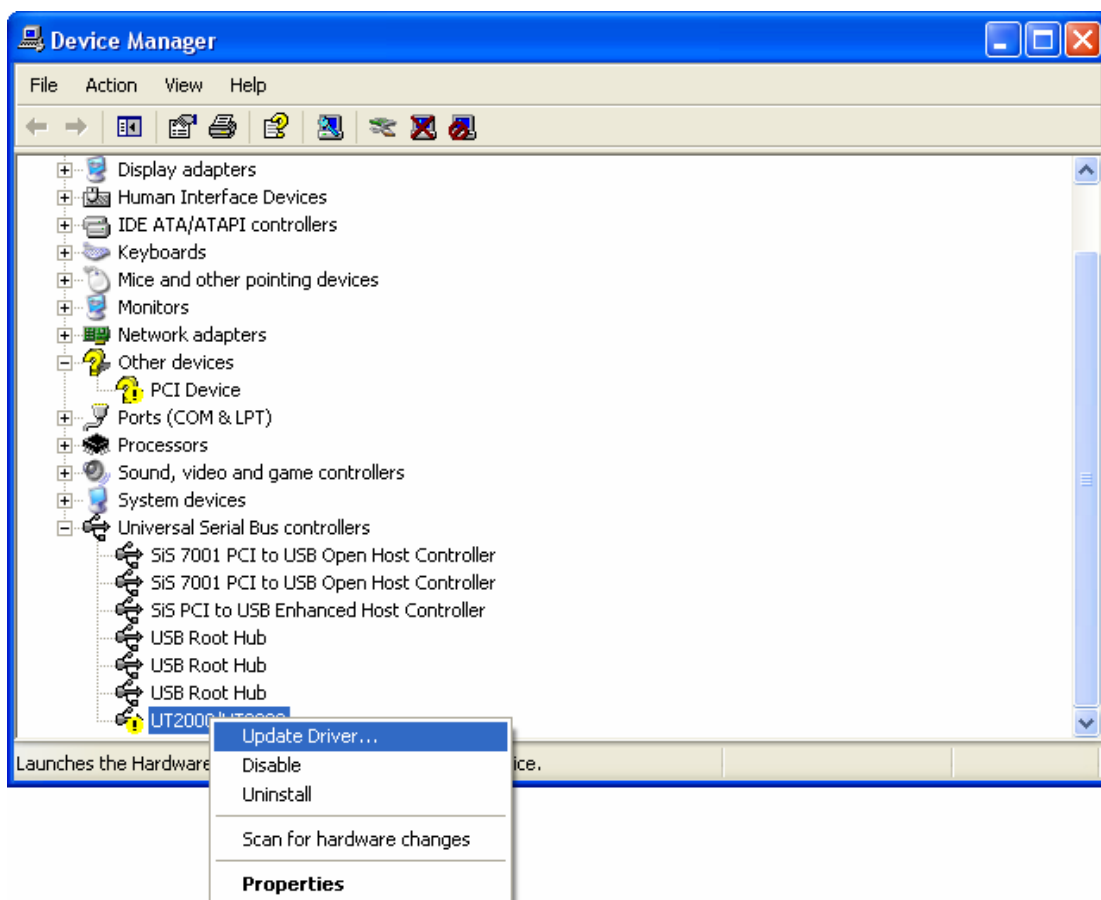 Device Manager
File Action View Help
Display adapters
Human Interface Devices
IDE ATA/ATAPI controllers
Keyboards
Mice and other pointing devices
Monitors
Network adapters
Other devices
PCI Device
Ports (COM & LPT)
Processors
Sound, video and game controllers
System devices
Universal Serial Bus controllers
SiS 7001 PCI to USB Open Host Controller
SiS 7001 PCI to USB Open Host Controller
SiS PCI to USB Enhanced Host Controller
USB Root Hub
USB Root Hub
USB Root Hub
Update Driver...
Launches the Hardware ice.
Disable
Uninstall
Scan for hardware changes
Properties